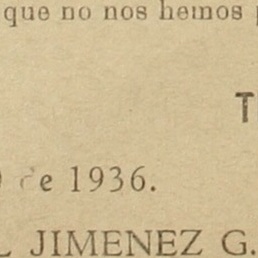 que no nos hemos
T
de 1936.
JIMENEZ G.